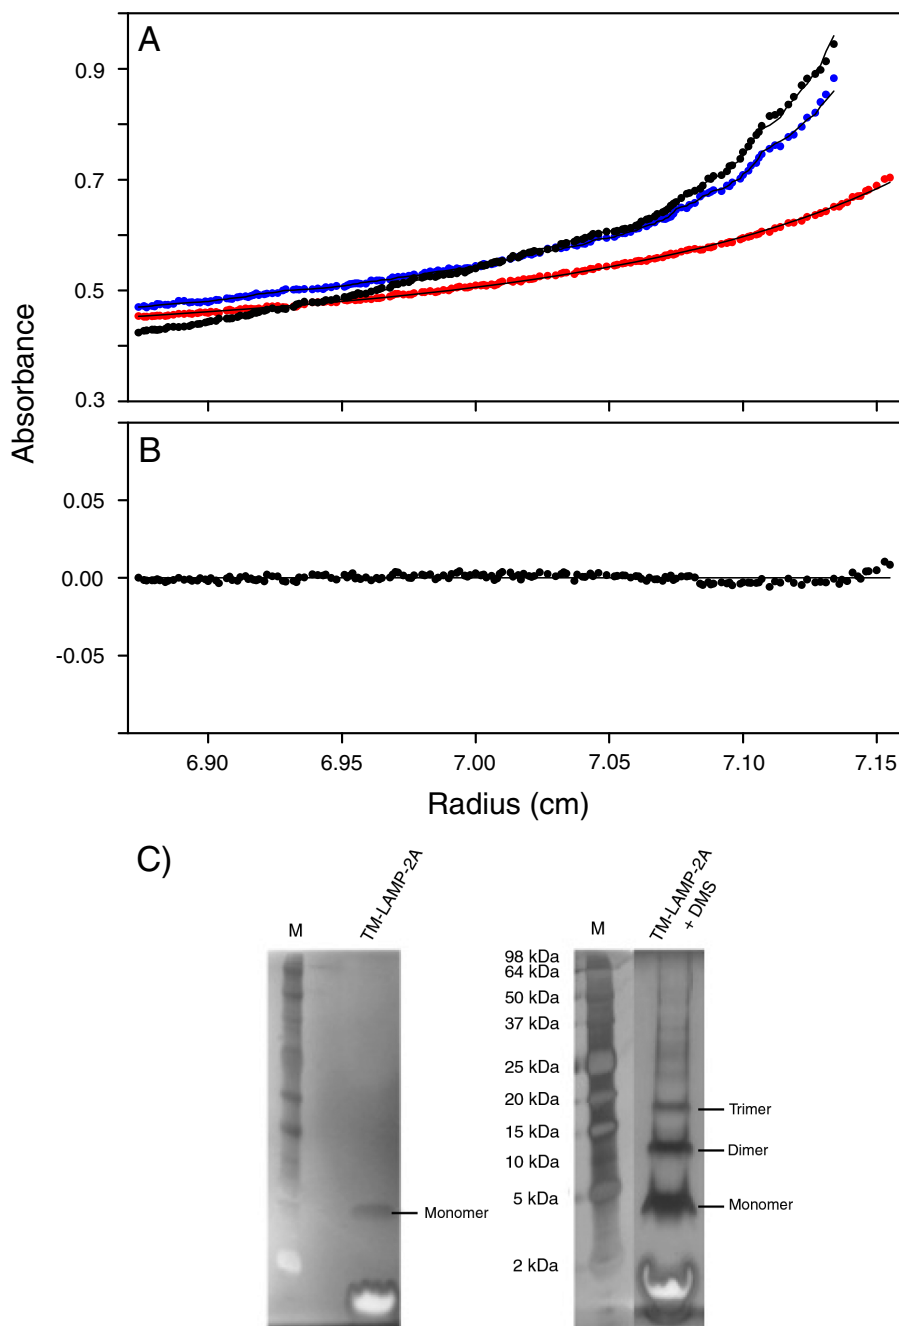 A
0.9
0.7
0.5
0.3
Absorbance
B
0.05
0.00
-0.05
6.90 6.95 7.00 7.05 7.10 7.15
Radius (cm)
C)
M
TM-LAMP-2A
Monomer
M
TM-LAMP-2A
+ DMS
98 kDa
64 kDa
50 kDa
37 kDa
25 kDa
20 kDa
Trimer
15 kDa
Dimer
10 kDa
5 kDa
Monomer
2 kDa